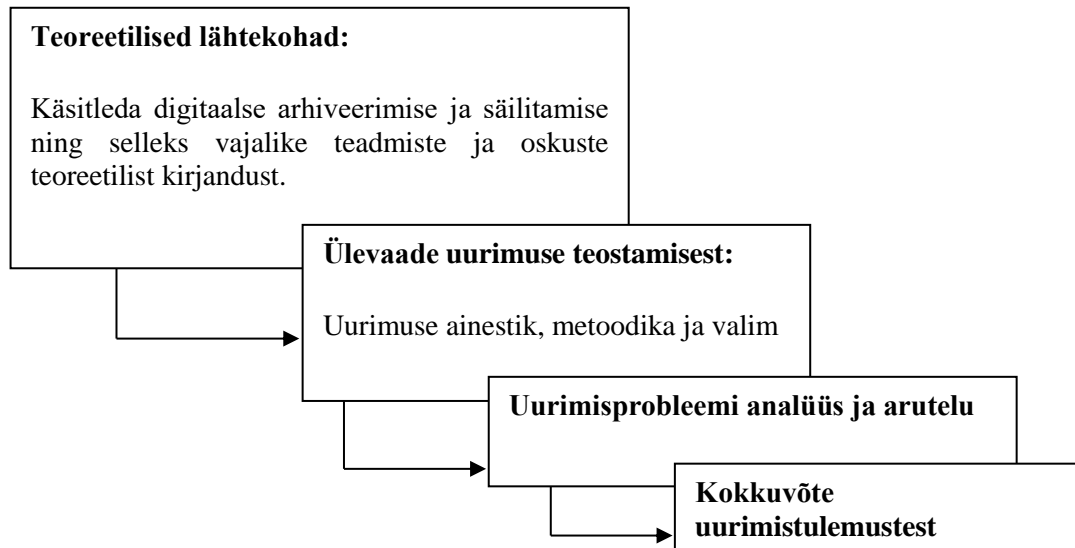 Teoreetilised lähtekohad:
Käsitleda digitaalse arhiveerimise ja säilitamise
ning selleks vajalike teadmiste ja oskuste
teoreetilist kirjandust.
Ülevaade uurimuse teostamisest:
Uurimuse ainestik, metoodika ja valim
Uurimisprobleemi analüüs ja arutelu
Kokkuvõte
uurimistulemustest